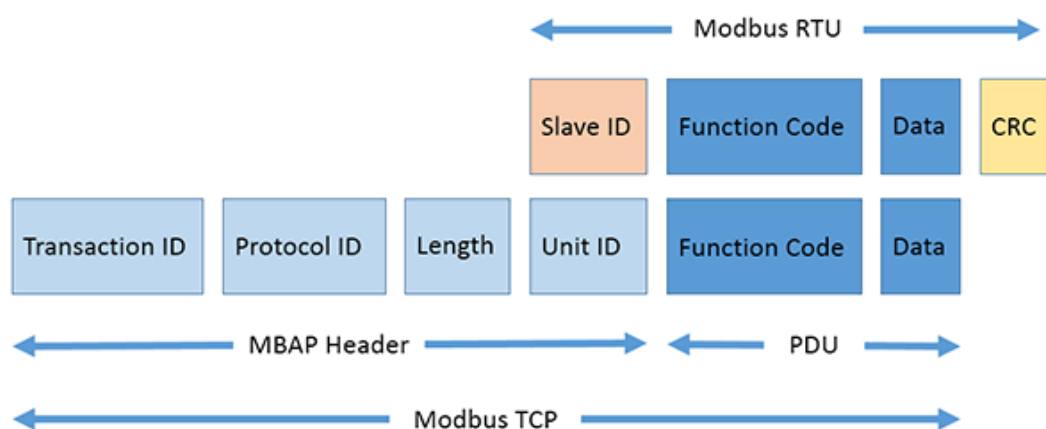 Modbus RTU
Slave ID Function Code Data CRC
Transaction ID Protocol ID Length Unit ID Function Code Data
MBAP Header PDU
Modbus TCP